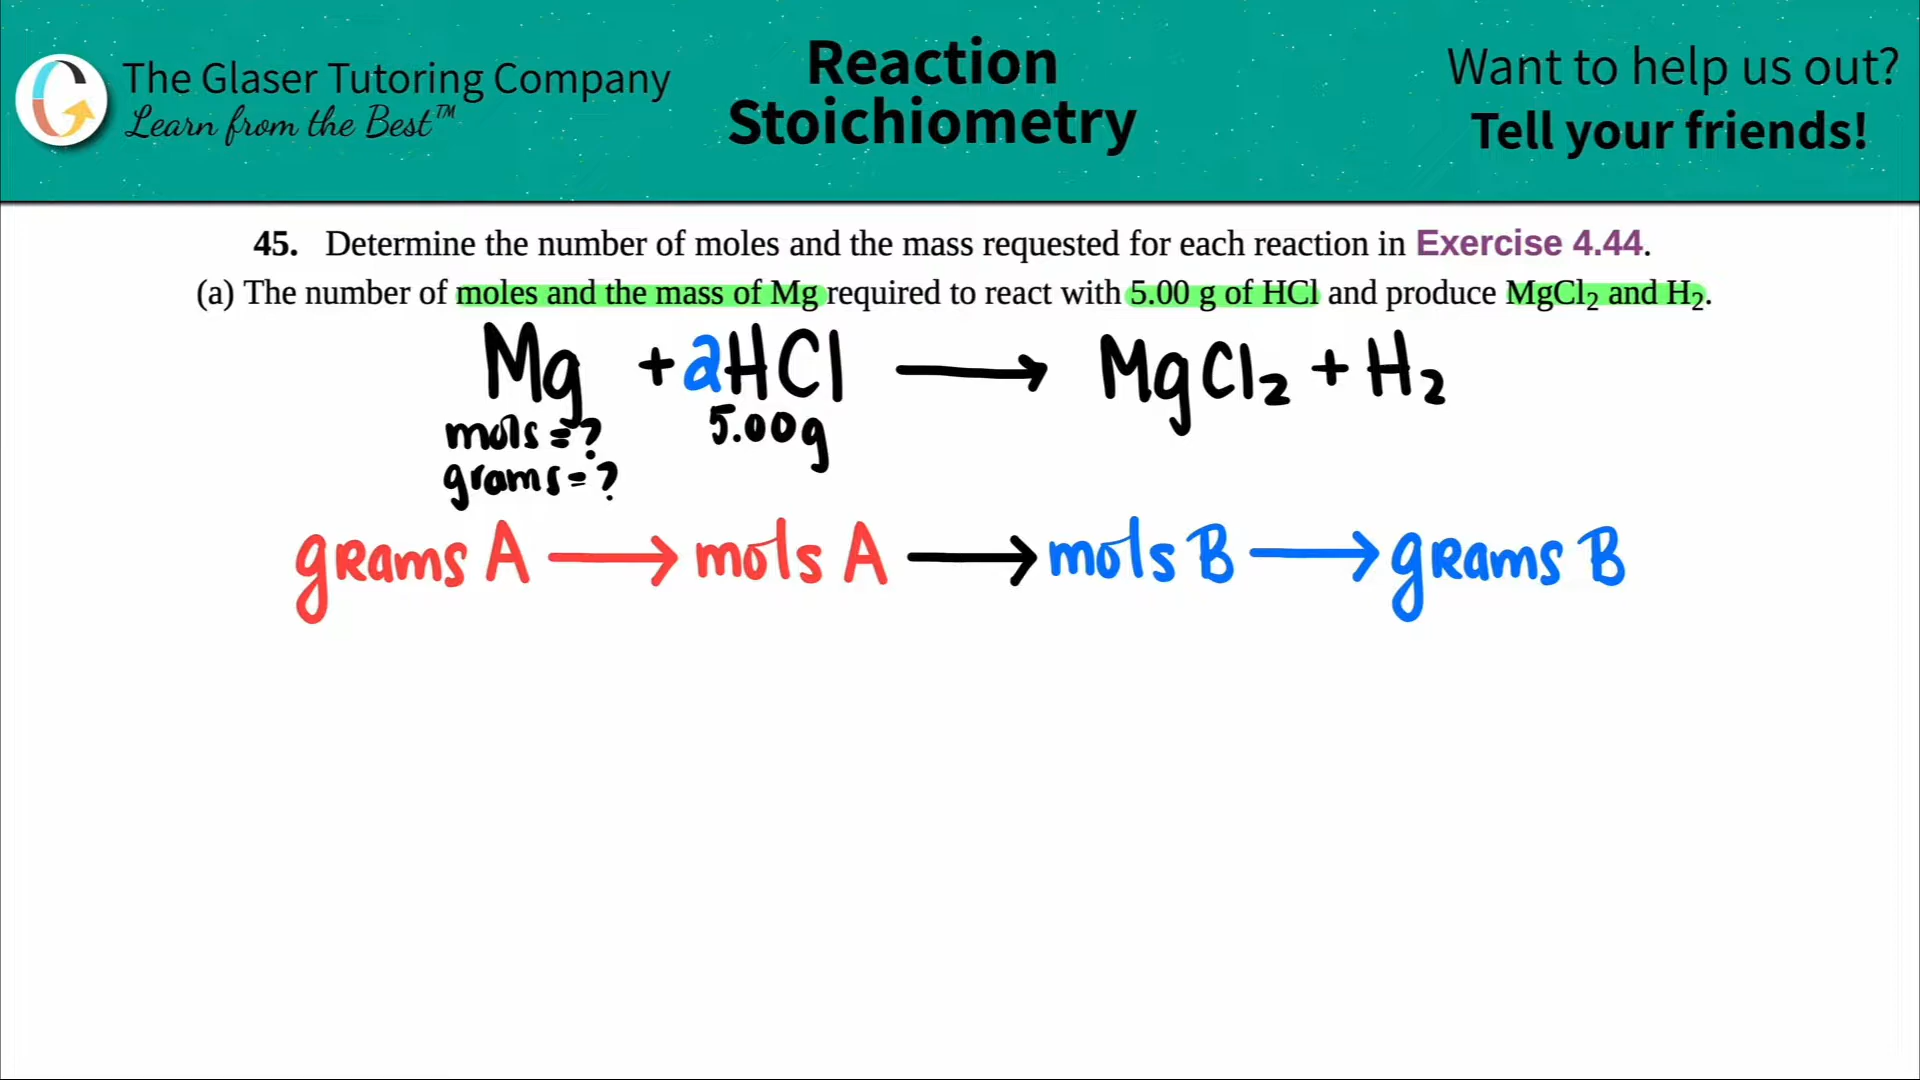 The Glaser Tutoring Company
Learn from the Best™
Reaction
Stoichiometry
Want to help us out?
Tell your friends!
45. Determine the number of moles and the mass requested for each reaction in Exercise 4.44.
(a) The number of moles and the mass of Mg required to react with 5.00 g of HCl and produce MgCl₂ and H₂.
Mg + 2HCl → MgCl₂ + H₂
mols = ? 5.00g
grams = ?
grams A → mols A → mols B → grams B